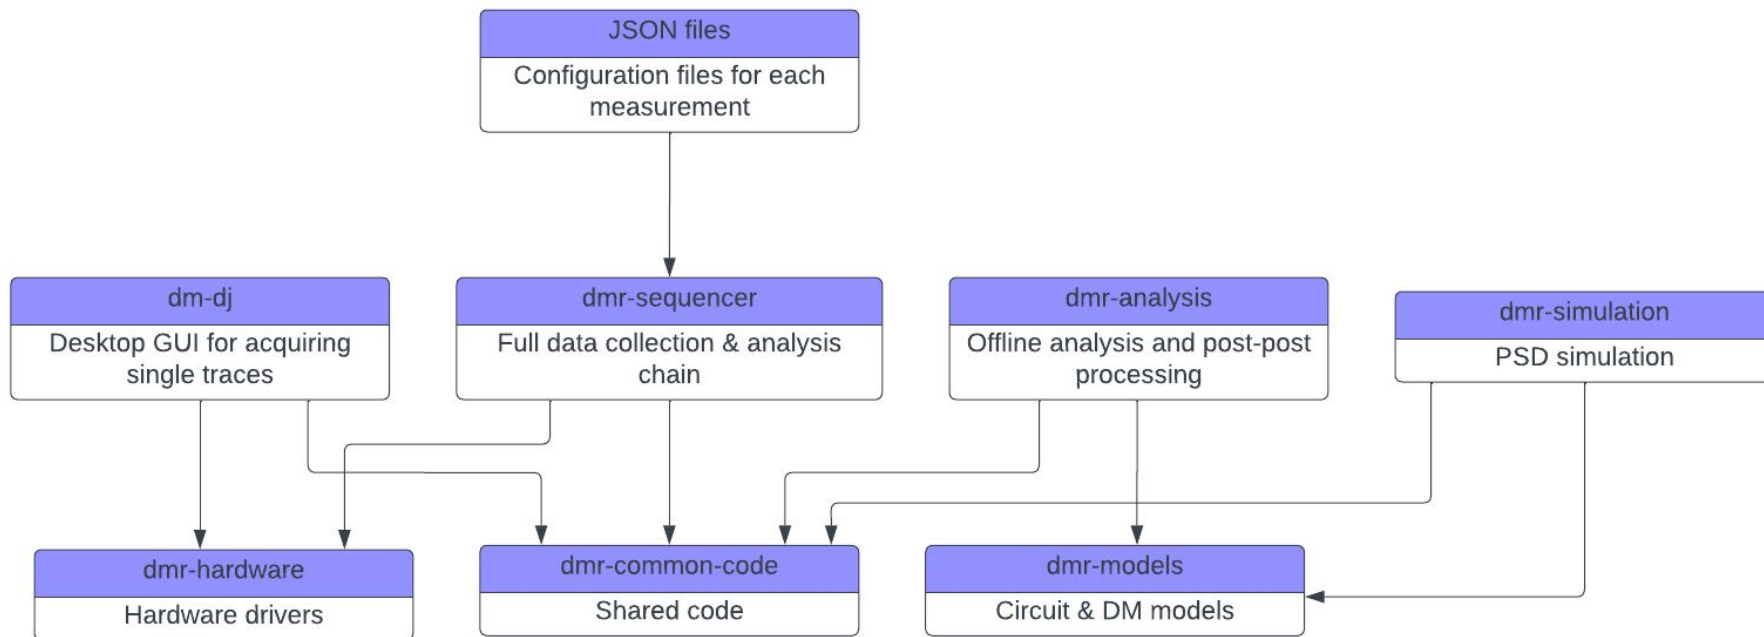 JSON files
Configuration files for each
measurement
dm-dj
Desktop GUI for acquiring
single traces
dmr-sequencer
Full data collection & analysis
chain
dmr-analysis
Offline analysis and post-post
processing
dmr-simulation
PSD simulation
dmr-hardware
Hardware drivers
dmr-common-code
Shared code
dmr-models
Circuit & DM models